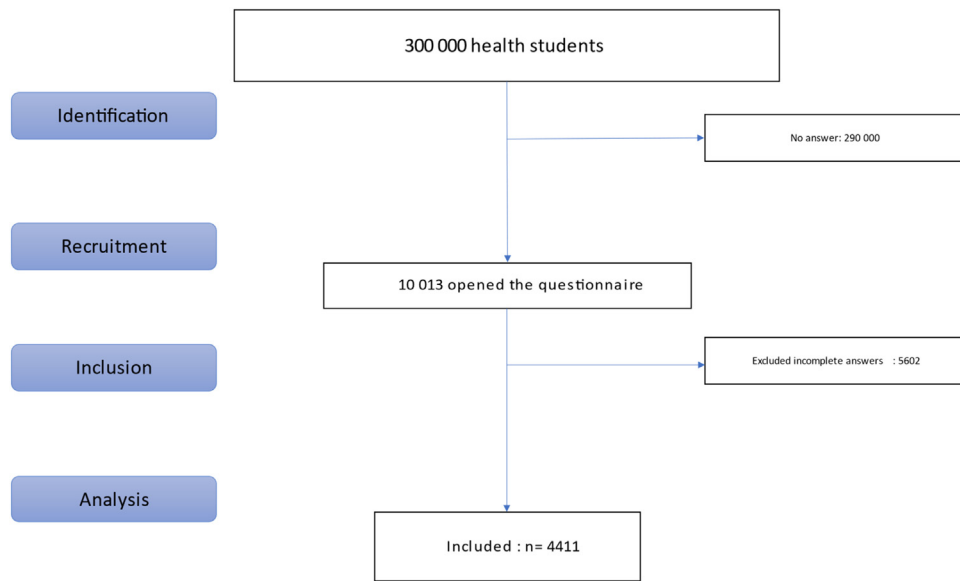 300 000 health students
Identification
No answer: 290 000
Recruitment
10 013 opened the questionnaire
Inclusion
Excluded incomplete answers : 5602
Analysis
Included : n= 4411